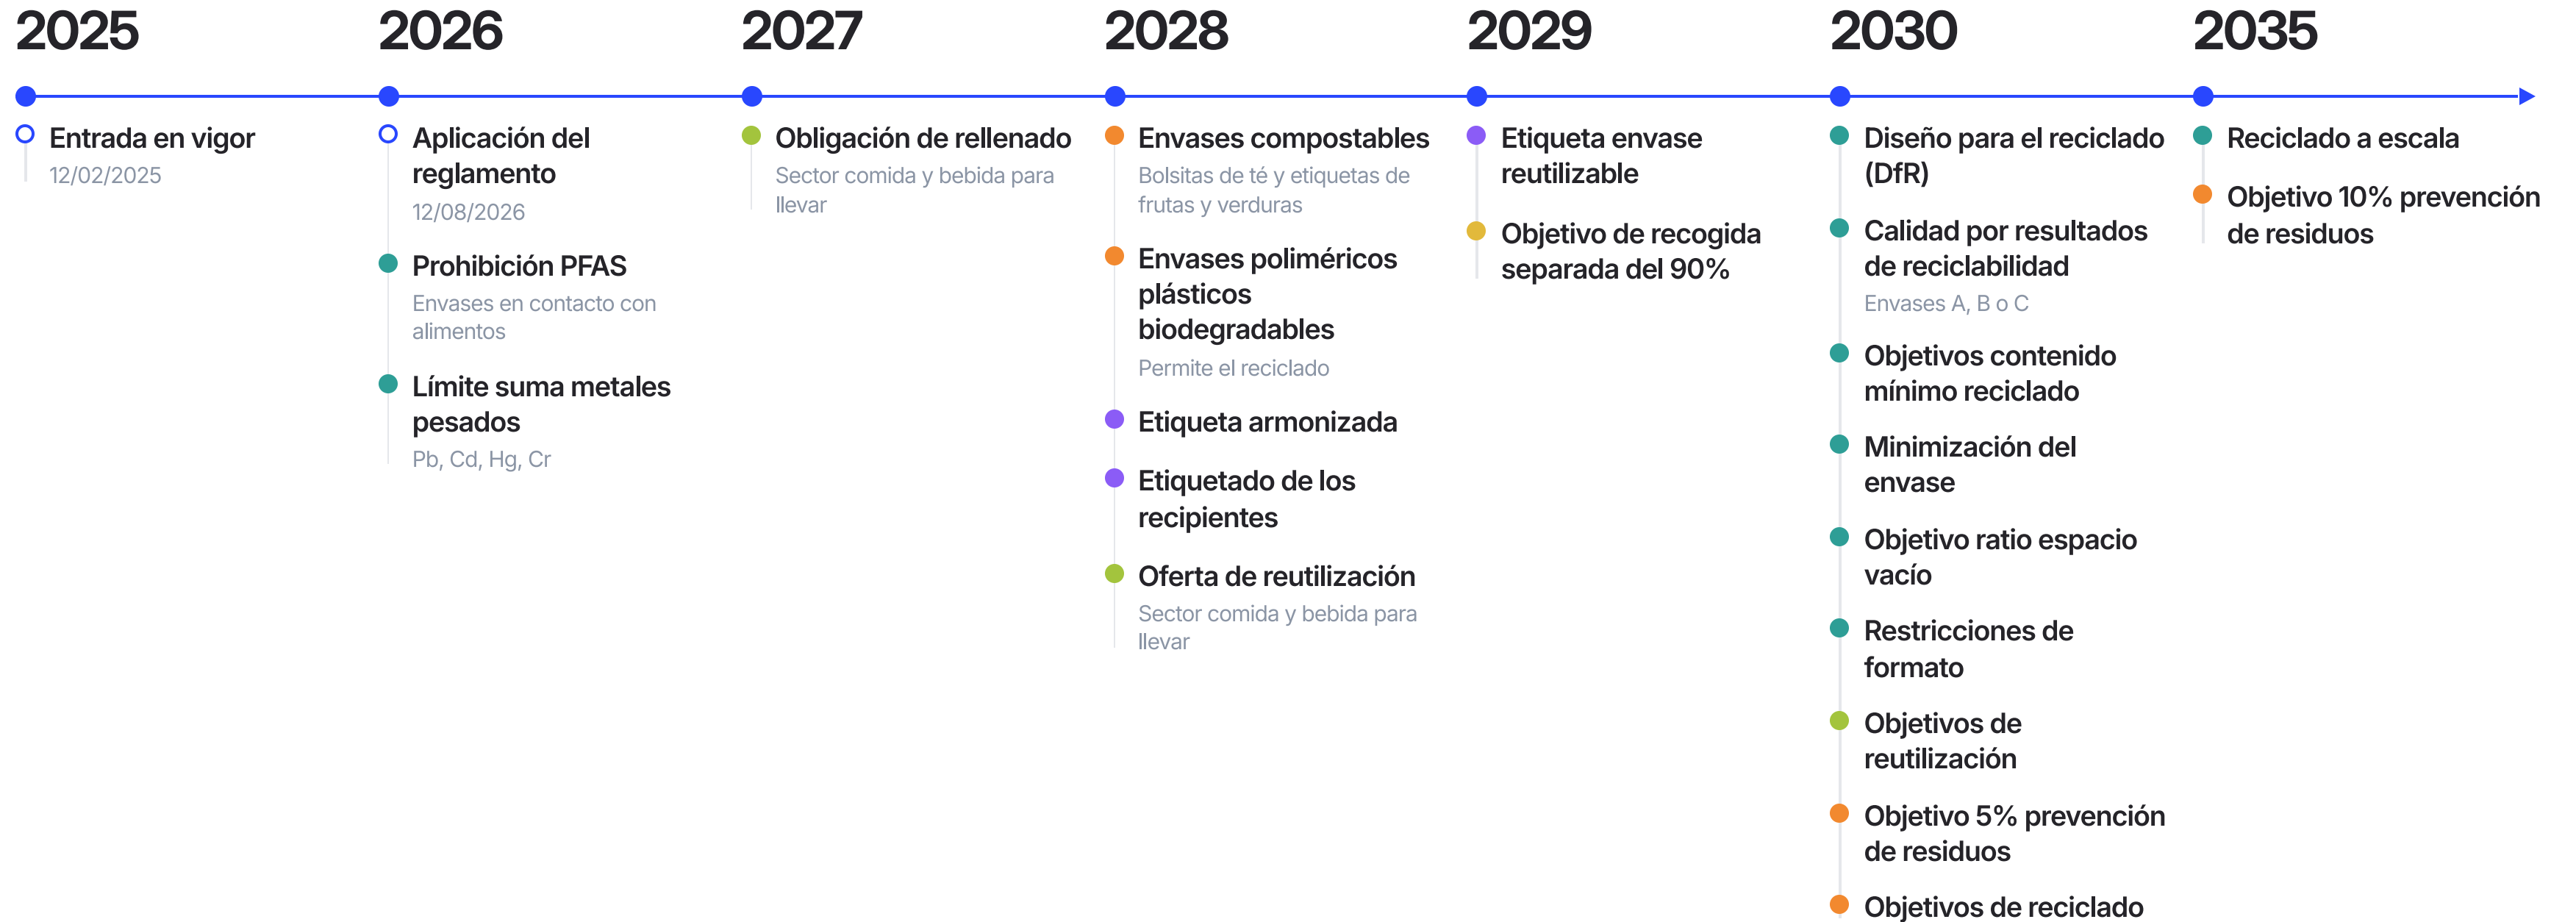 2025
Entrada en vigor
12/02/2025
2026
Aplicación del
reglamento
12/08/2026
Prohibición PFAS
Envases en contacto con
alimentos
Límite suma metales
pesados
Pb, Cd, Hg, Cr
2027
Obligación de rellenado
Sector comida y bebida para
llevar
2028
Envases compostables
Bolsitas de té y etiquetas de
frutas y verduras
Envases poliméricos
plásticos
biodegradables
Permite el reciclado
Etiqueta armonizada
Etiquetado de los
recipientes
Oferta de reutilización
Sector comida y bebida para
llevar
2029
Etiqueta envase
reutilizable
Objetivo de recogida
separada del 90%
2030
Diseño para el reciclado
(DfR)
Calidad por resultados
de reciclabilidad
Envases A, B o C
Objetivos contenido
mínimo reciclado
Minimización del
envase
Objetivo ratio espacio
vacío
Restricciones de
formato
Objetivos de
reutilización
Objetivo 5% prevención
de residuos
Objetivos de reciclado
2035
Reciclado a escala
Objetivo 10% prevención
de residuos